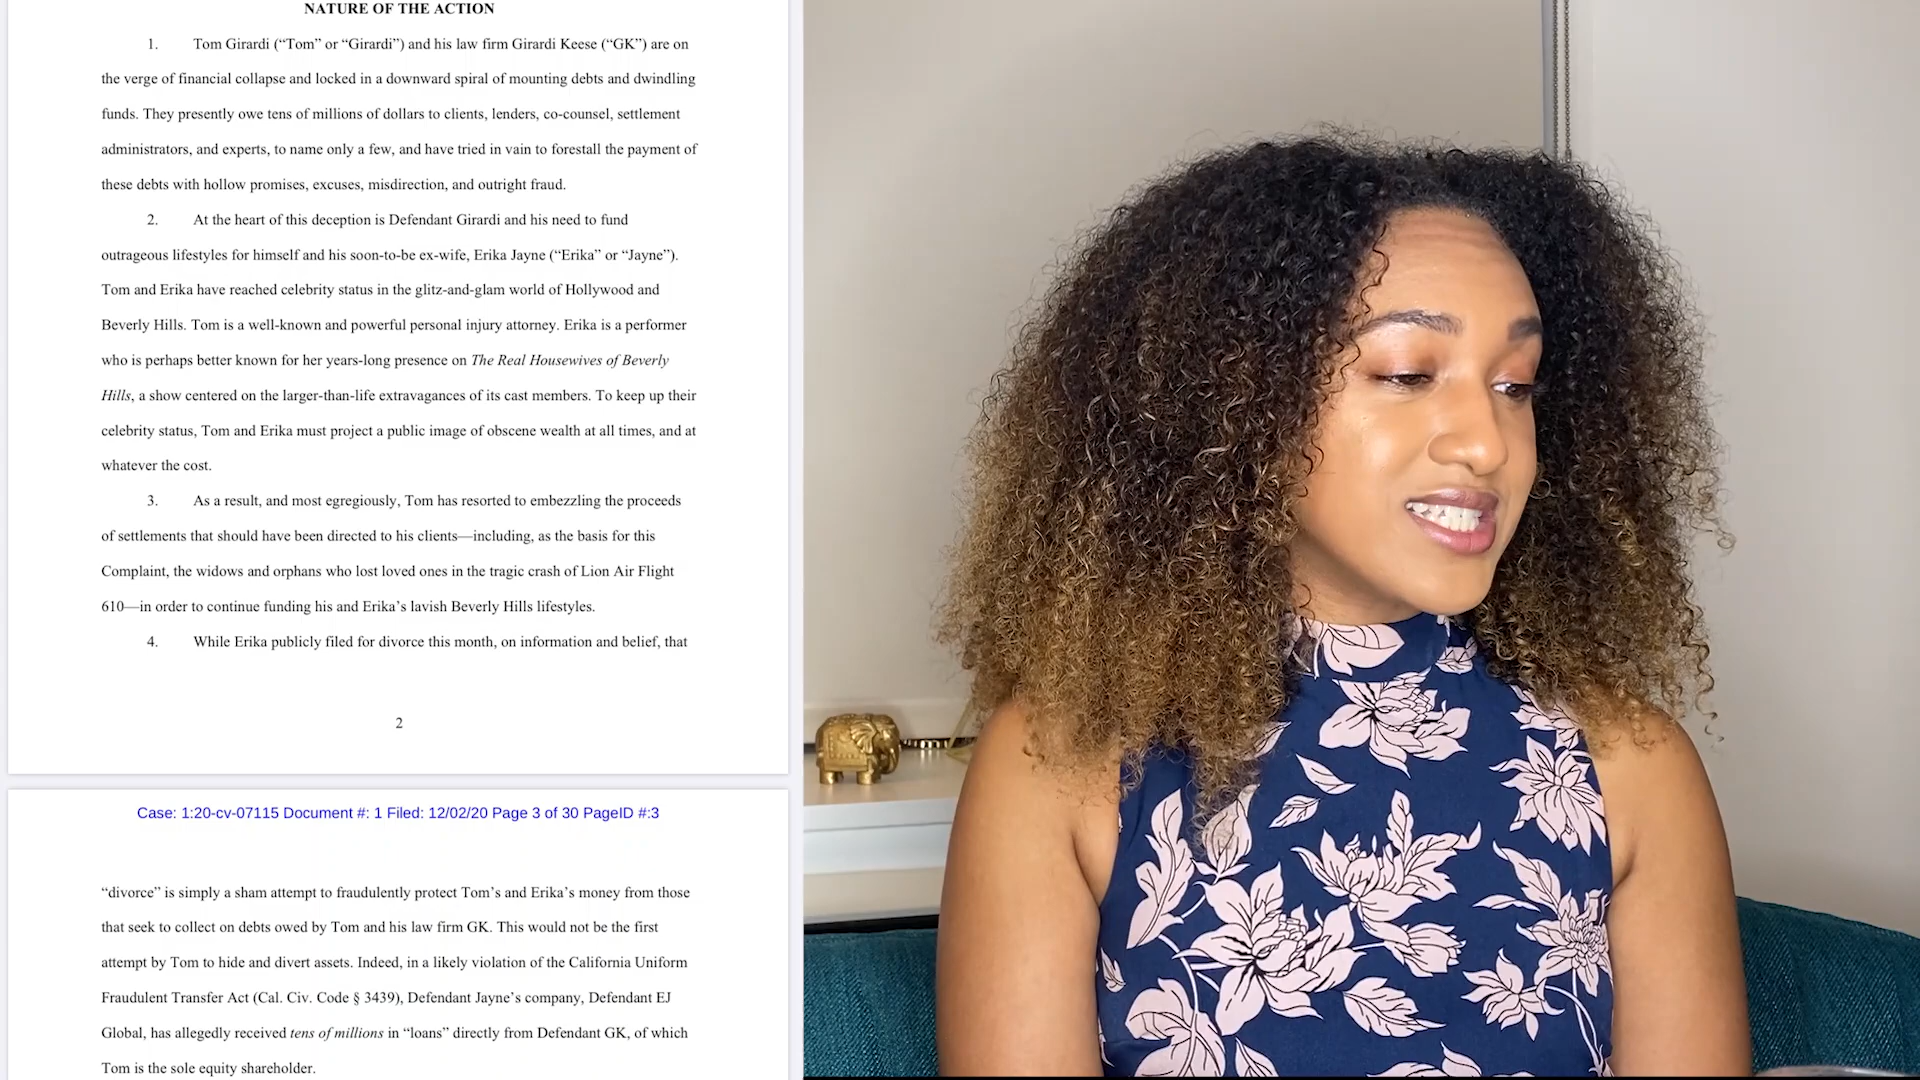 NATURE OF THE ACTION
1. Tom Girardi (“Tom” or “Girardi”) and his law firm Girardi Keese (“GK”) are on
the verge of financial collapse and locked in a downward spiral of mounting debts and dwindling
funds. They presently owe tens of millions of dollars to clients, lenders, co-counsel, settlement
administrators, and experts, to name only a few, and have tried in vain to forestall the payment of
these debts with hollow promises, excuses, misdirection, and outright fraud.
2. At the heart of this deception is Defendant Girardi and his need to fund
outrageous lifestyles for himself and his soon-to-be ex-wife, Erika Jayne (“Erika” or “Jayne”).
Tom and Erika have reached celebrity status in the glitz-and-glam world of Hollywood and
Beverly Hills. Tom is a well-known and powerful personal injury attorney. Erika is a performer
who is perhaps better known for her years-long presence on The Real Housewives of Beverly
Hills, a show centered on the larger-than-life extravagances of its cast members. To keep up their
celebrity status, Tom and Erika must project a public image of obscene wealth at all times, and at
whatever the cost.
3. As a result, and most egregiously, Tom has resorted to embezzling the proceeds
of settlements that should have been directed to his clients—including, as the basis for this
Complaint, the widows and orphans who lost loved ones in the tragic crash of Lion Air Flight
610—in order to continue funding his and Erika’s lavish Beverly Hills lifestyles.
4. While Erika publicly filed for divorce this month, on information and belief, that
2
Case: 1:20-cv-07115 Document #: 1 Filed: 12/02/20 Page 3 of 30 PageID #:3
“divorce” is simply a sham attempt to fraudulently protect Tom’s and Erika’s money from those
that seek to collect on debts owed by Tom and his law firm GK. This would not be the first
attempt by Tom to hide and divert assets. Indeed, in a likely violation of the California Uniform
Fraudulent Transfer Act (Cal. Civ. Code § 3439), Defendant Jayne’s company, Defendant EJ
Global, has allegedly received tens of millions in “loans” directly from Defendant GK, of which
Tom is the sole equity shareholder.